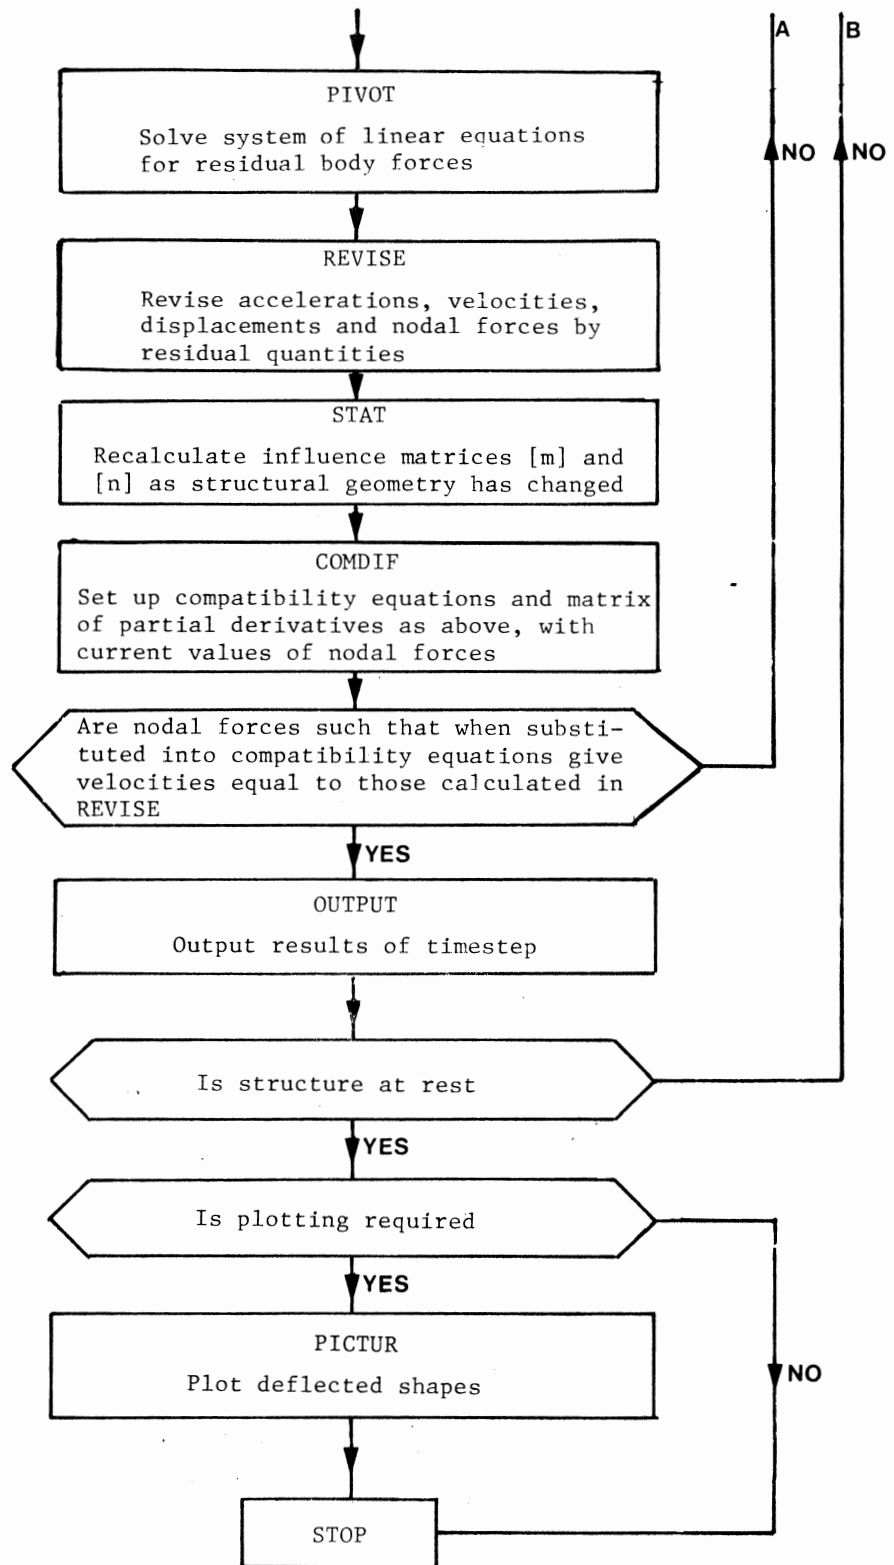 A
B
PIVOT
Solve system of linear equations
for residual body forces
NO
NO
REVISE
Revise accelerations, velocities,
displacements and nodal forces by
residual quantities
STAT
Recalculate influence matrices [m] and
[n] as structural geometry has changed
COMDIF
Set up compatibility equations and matrix
of partial derivatives as above, with
current values of nodal forces
Are nodal forces such that when substi-
tuted into compatibility equations give
velocities equal to those calculated in
REVISE
YES
OUTPUT
Output results of timestep
Is structure at rest
YES
Is plotting required
YES
PICTUR
Plot deflected shapes
NO
STOP